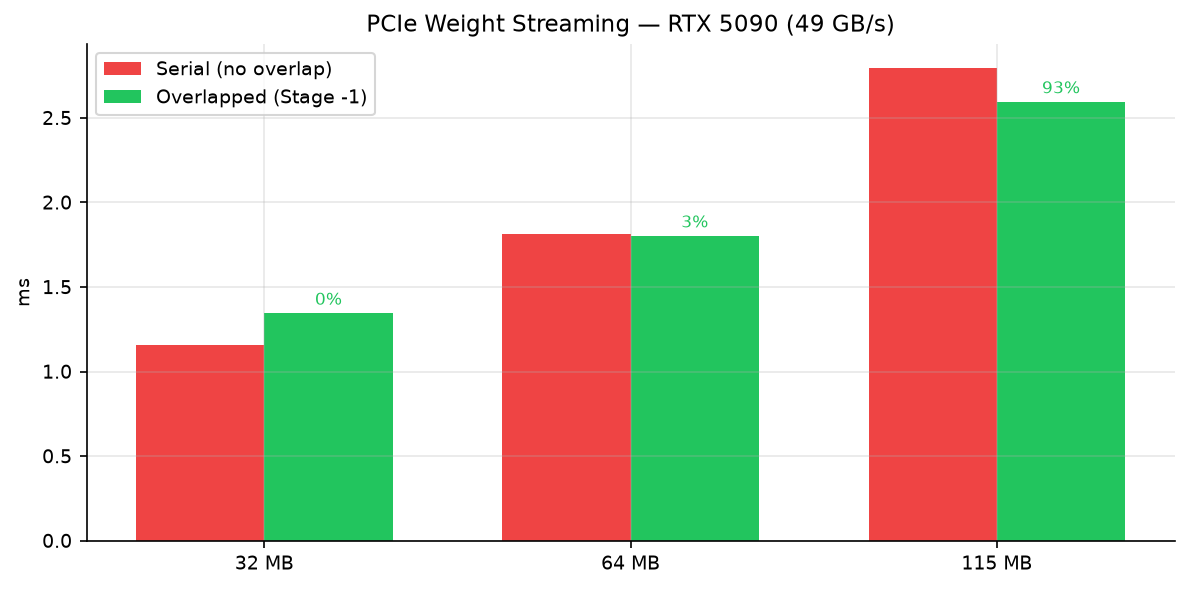 PCIe Weight Streaming — RTX 5090 (49 GB/s)
Serial (no overlap)
Overlapped (Stage -1)
93%
3%
0%
2.5
2.0
1.5
1.0
0.5
0.0
ms
32 MB
64 MB
115 MB